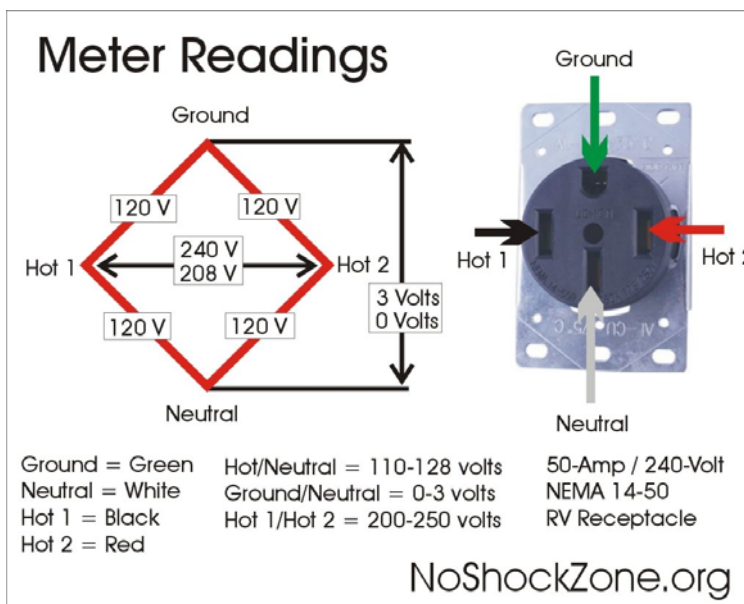 Meter Readings
Ground
120 V
120 V
Hot 1
240 V
208 V
Hot 2
3 Volts
0 Volts
120 V
120 V
Neutral
Ground
Hot 1
Hot 2
Neutral
Ground = Green
Neutral = White
Hot 1 = Black
Hot 2 = Red
Hot/Neutral = 110-128 volts
Ground/Neutral = 0-3 volts
Hot 1/Hot 2 = 200-250 volts
50-Amp / 240-Volt
NEMA 14-50
RV Receptacle
NoShockZone.org